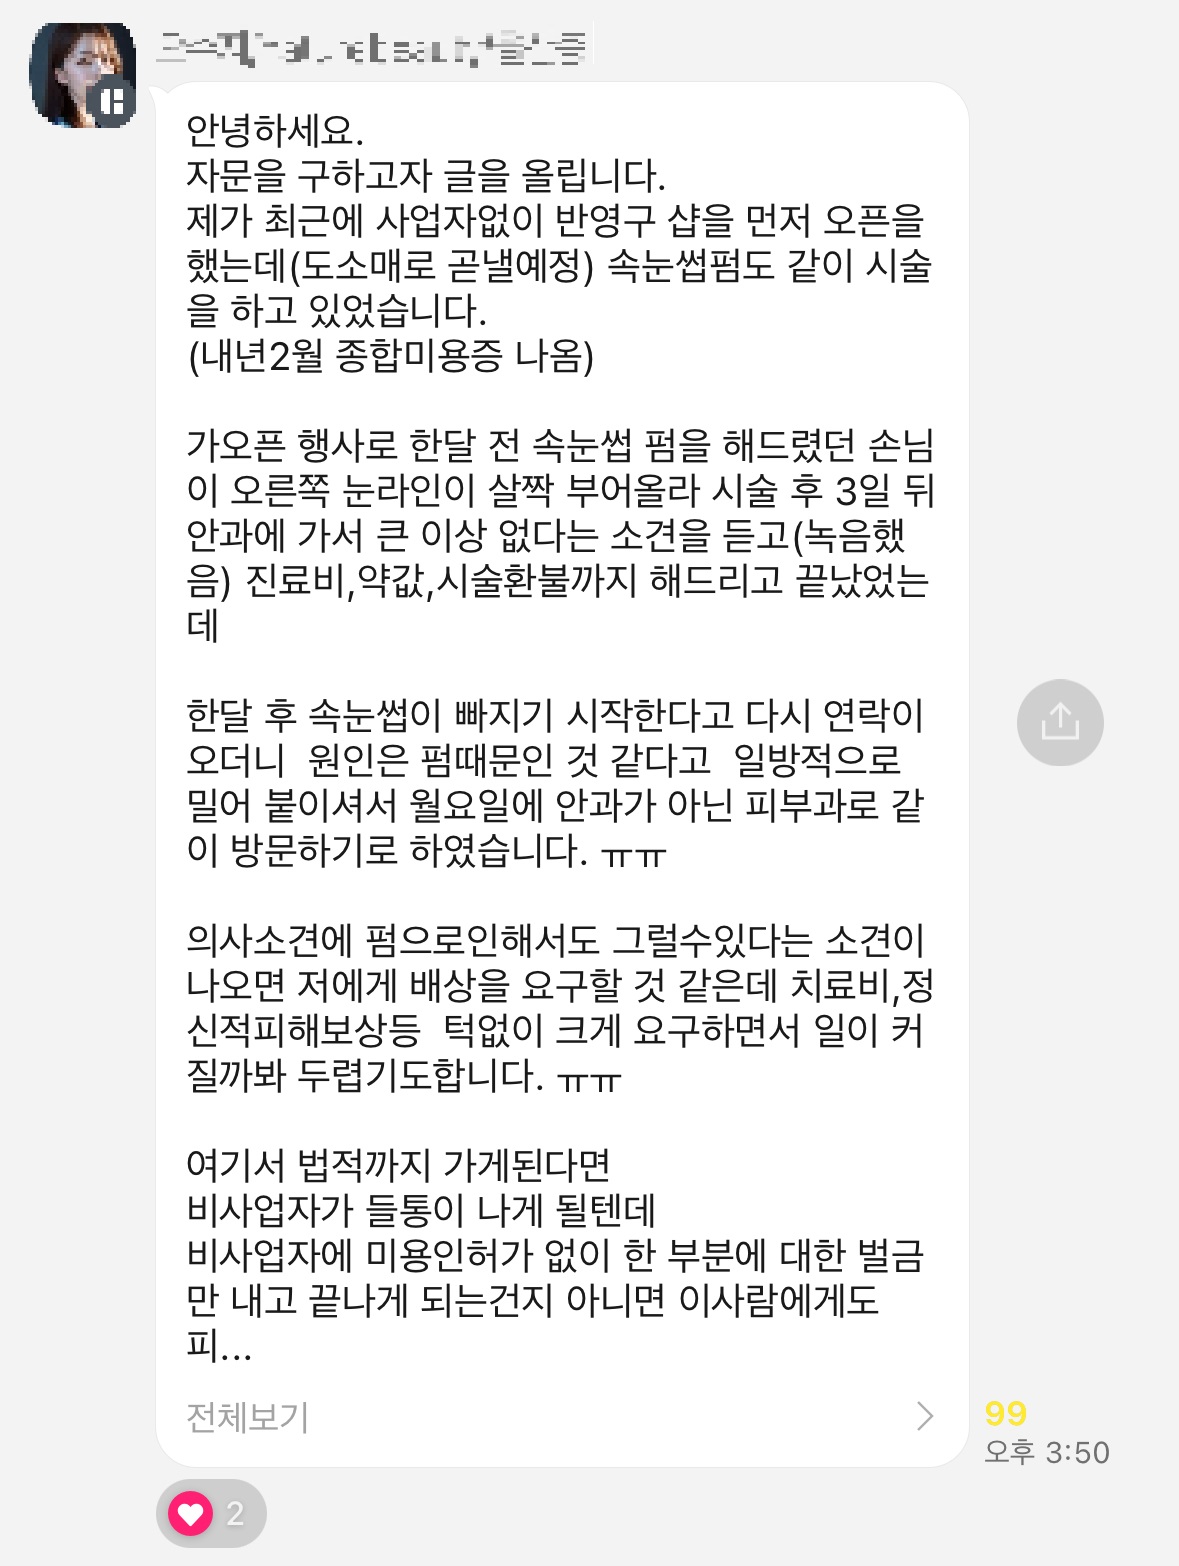 안녕하세요.
자문을 구하고자 글을 올립니다.
제가 최근에 사업자없이 반영구 샵을 먼저 오픈을
했는데(도소매로 곧낼예정) 속눈썹펌도 같이 시술
을 하고 있었습니다.
(내년2월 종합미용증 나옴)
가오픈 행사로 한달 전 속눈썹 펌을 해드렸던 손님
이 오른쪽 눈라인이 살짝 부어올라 시술 후 3일 뒤
안과에 가서 큰 이상 없다는 소견을 듣고(녹음했
음) 진료비,약값,시술환불까지 해드리고 끝났었는
데
한달 후 속눈썹이 빠지기 시작한다고 다시 연락이
오더니  원인은 펌때문인 것 같다고  일방적으로
밀어 붙이셔서 월요일에 안과가 아닌 피부과로 같
이 방문하기로 하였습니다. ㅠㅠ
의사소견에 펌으로인해서도 그럴수있다는 소견이
나오면 저에게 배상을 요구할 것 같은데 치료비,정
신적피해보상등  턱없이 크게 요구하면서 일이 커
질까봐 두렵기도합니다. ㅠㅠ
여기서 법적까지 가게된다면
비사업자가 들통이 나게 될텐데
비사업자에 미용인허가 없이 한 부분에 대한 벌금
만 내고 끝나게 되는건지 아니면 이사람에게도
피...
전체보기
99
오후 3:50
2